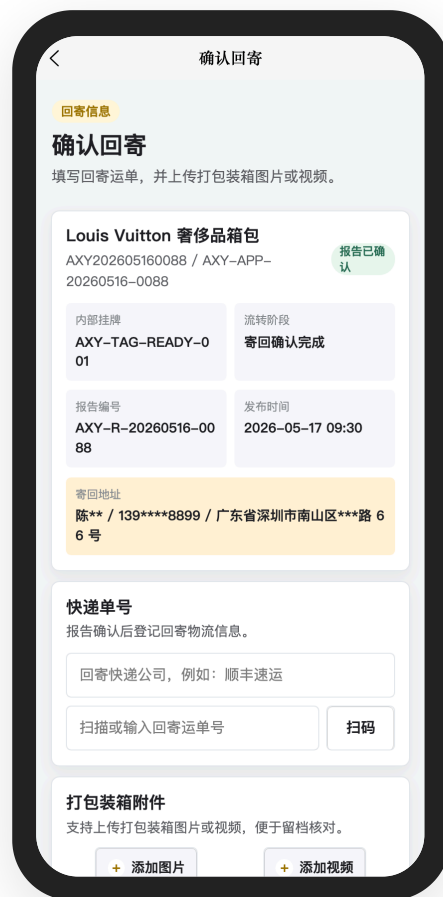 确认回寄
回寄信息
确认回寄
填写回寄运单，并上传打包装箱图片或视频。
Louis Vuitton 奢侈品箱包
AXY202605160088 / AXY-APP-
20260516-0088
报告已确
认
内部挂牌
AXY-TAG-READY-0
01
流转阶段
寄回确认完成
报告编号
AXY-R-20260516-00
88
发布时间
2026-05-17 09:30
寄回地址
陈** / 139****8899 / 广东省深圳市南山区***路 6
6 号
快递单号
报告确认后登记回寄物流信息。
回寄快递公司，例如：顺丰速运
扫描或输入回寄运单号
扫码
打包装箱附件
支持上传打包装箱图片或视频，便于留档核对。
+ 添加图片
+ 添加视频